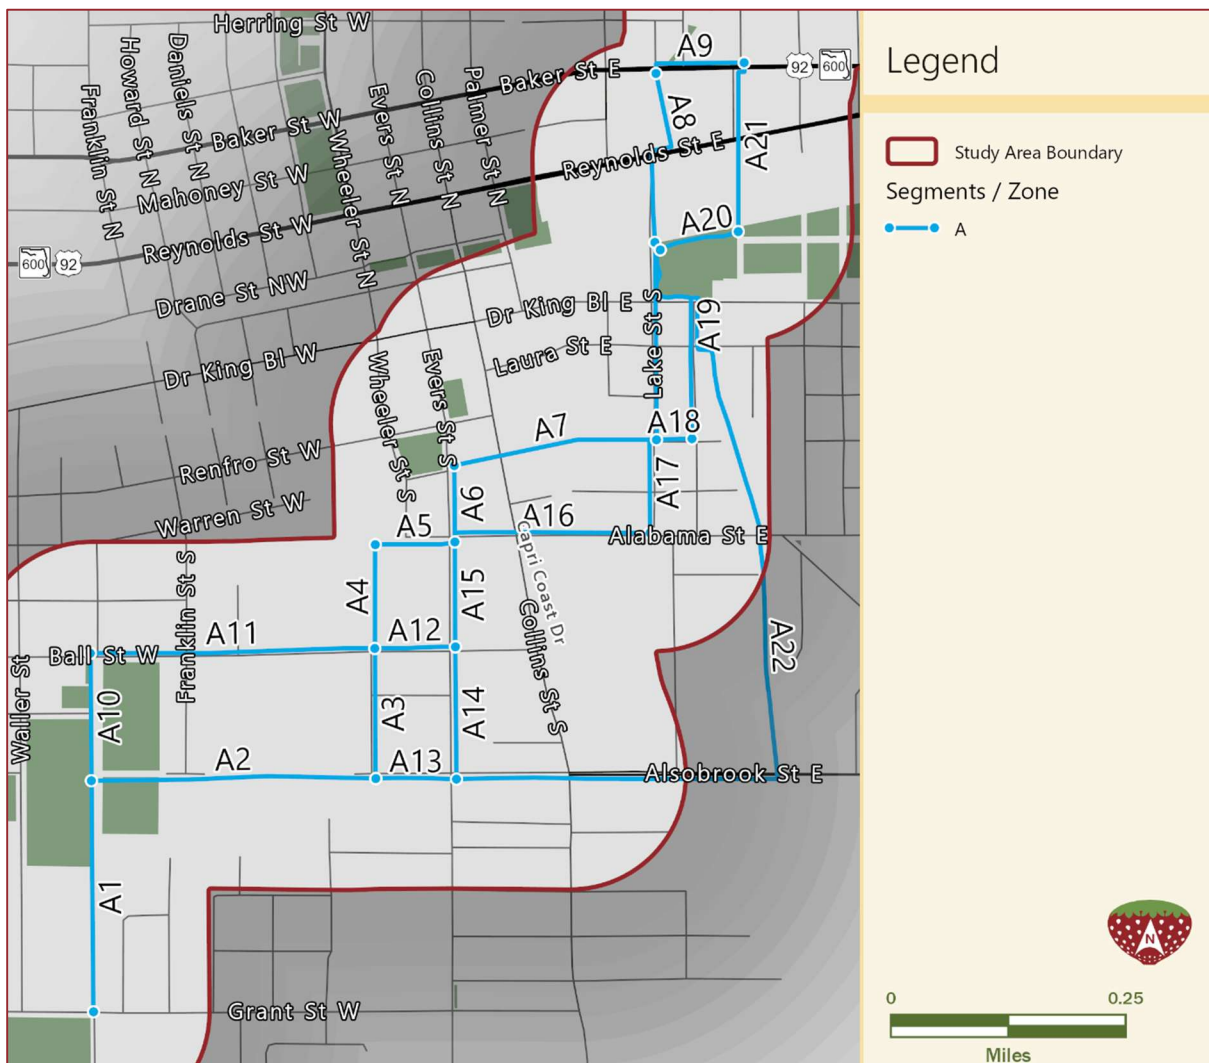 Herring St W
A9
92
600
Legend
Baker St E
Howard St N
Daniels St N
Franklin St N
Evers St N
Collins St N
Palmer St N
A8
Baker St W
Wheeler St N
A21
Study Area Boundary
Reynolds St E
Mahoney St W
Segments / Zone
A
Reynolds St W
A20
600
92
Drane St NW
Dr King Bl E
Lake St S
A19
Laura St E
Dr King Bl W
Wheeler St S
Evers St S
A7
A18
Renfro St W
A17
A6
Warren St W
A5
A16
Alabama St E
Capri Coast Dr
Franklin St S
A4
A15
Collins St S
A11
A12
Ball St W
A22
Waller St
A10
A3
A14
A2
A13
Alsobrook St E
A1
N
Grant St W
0
0.25
Miles